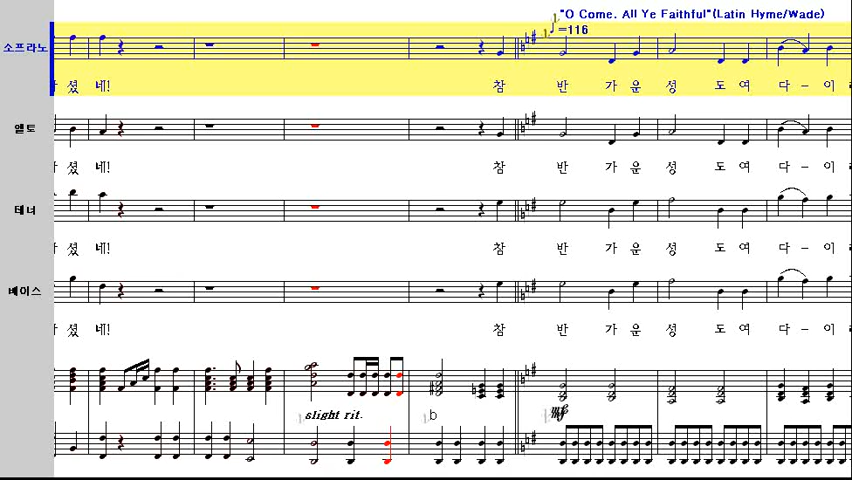 "O Come. All Ye Faithful"(Latin Hyme/Wade)
♩=116
소프라노
셨 네! 참 반 가 운 성 도 여 다 - 이
앨토
셨 네! 참 반 가 운 성 도 여 다 - 이
테너
셨 네! 참 반 가 운 성 도 여 다 - 이
베이스
셨 네! 참 반 가 운 성 도 여 다 - 이
slight rit. b mf